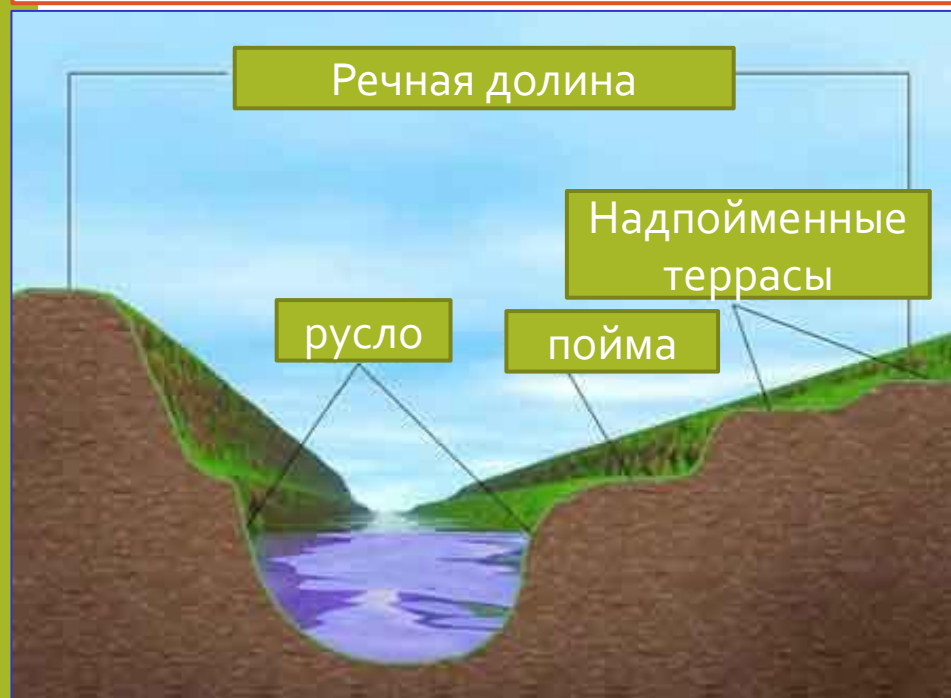 Речная долина
Надпойменные
террасы
русло
пойма